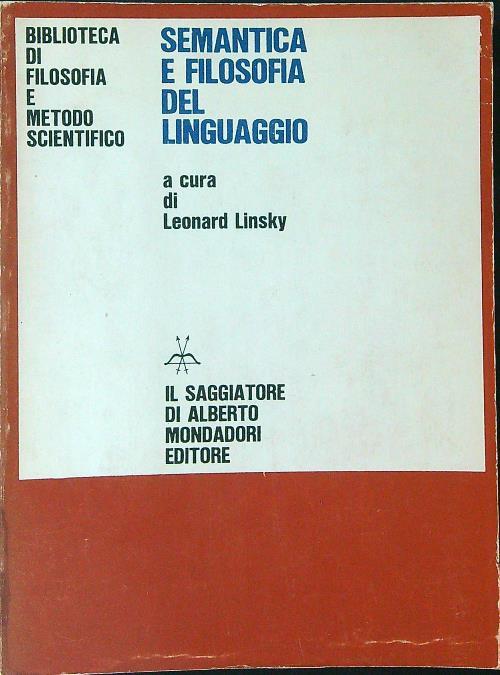 BIBLIOTECA
DI
FILOSOFIA
E
METODO
SCIENTIFICO
SEMANTICA
E FILOSOFIA
DEL
LINGUAGGIO
a cura
di
Leonard Linsky
IL SAGGIATORE
DI ALBERTO
MONDADORI
EDITORE